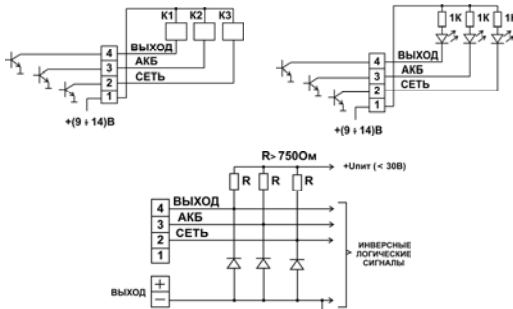 К1 К2 К3
4 ВЫХОД
3 АКБ
2 СЕТЬ
1
+(9 ÷ 14)В
1К 1К 1К
4 ВЫХОД
3 АКБ
2 СЕТЬ
1
+(9 ÷ 14)В
R> 750Ом
+Uпит (< 30В)
R R R
4 ВЫХОД
3 АКБ
2 СЕТЬ
1
ИНВЕРСНЫЕ
ЛОГИЧЕСКИЕ
СИГНАЛЫ
ВЫХОД + −